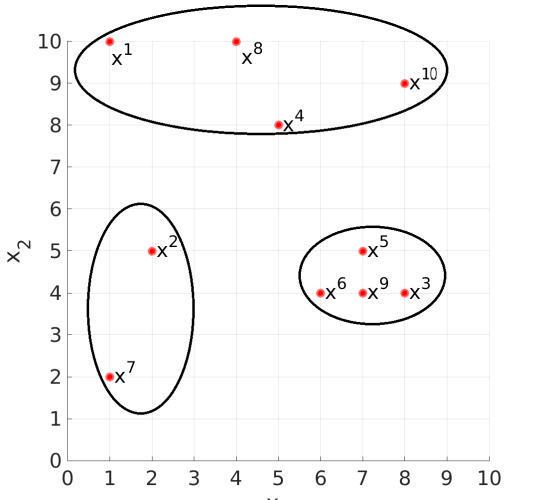 10
x¹
x⁸
9
x¹⁰
8
x⁴
7
6
x₂
5
x²
x⁵
4
x⁶
x⁹
x³
3
2
x⁷
1
0
0 1 2 3 4 5 6 7 8 9 10